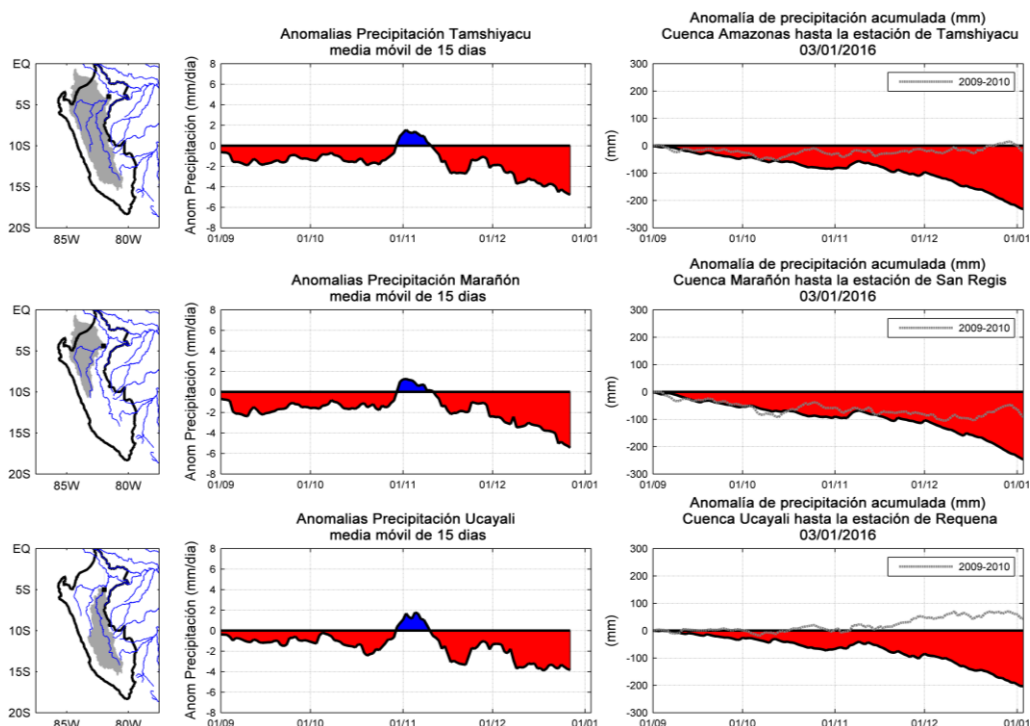 Anomalias Precipitación Tamshiyacu
media móvil de 15 dias
Anomalía de precipitación acumulada (mm)
Cuenca Amazonas hasta la estación de Tamshiyacu
03/01/2016
EQ
5S
10S
15S
20S
85W 80W
Anom Precipitación (mm/dia)
8
6
4
2
0
-2
-4
-6
-8
01/09 01/10 01/11 01/12 01/01
(mm)
300
200
100
0
-100
-200
-300
2009-2010
01/09 01/10 01/11 01/12 01/01
Anomalias Precipitación Marañón
media móvil de 15 dias
Anomalía de precipitación acumulada (mm)
Cuenca Marañón hasta la estación de San Regis
03/01/2016
EQ
5S
10S
15S
20S
85W 80W
Anom Precipitación (mm/dia)
8
6
4
2
0
-2
-4
-6
-8
01/09 01/10 01/11 01/12 01/01
(mm)
300
200
100
0
-100
-200
-300
2009-2010
01/09 01/10 01/11 01/12 01/01
Anomalias Precipitación Ucayali
media móvil de 15 dias
Anomalía de precipitación acumulada (mm)
Cuenca Ucayali hasta la estación de Requena
03/01/2016
EQ
5S
10S
15S
20S
85W 80W
Anom Precipitación (mm/dia)
8
6
4
2
0
-2
-4
-6
-8
01/09 01/10 01/11 01/12 01/01
(mm)
300
200
100
0
-100
-200
-300
2009-2010
01/09 01/10 01/11 01/12 01/01